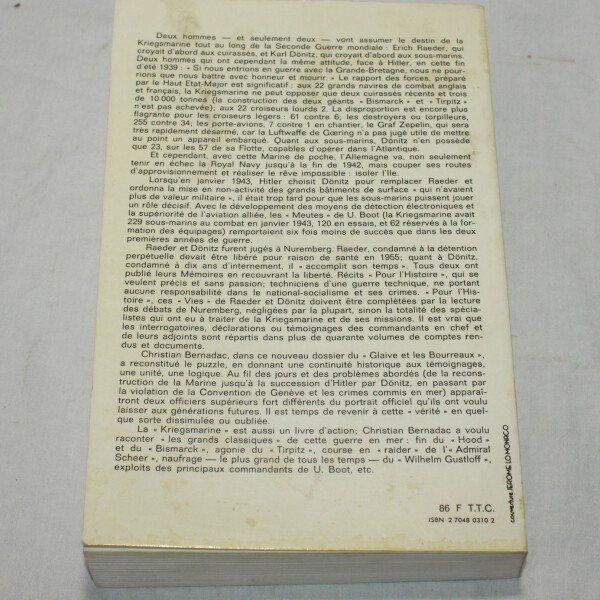 Deux hommes — et seulement deux — vont assumer le destin de la
Kriegsmarine tout au long de la Seconde Guerre mondiale : Erich Raeder, qui
croyait d'abord aux cuirassés, et Karl Dönitz, qui croyait d'abord aux sous-marins.
Deux hommes qui ont cependant la même attitude, face à Hitler, en cette fin
d'été 1939 : « Si nous entrions en guerre avec la Grande-Bretagne, nous ne pour-
rions que nous battre avec honneur et mourir. » Le rapport des forces, préparé
par le Haut Etat-Major est significatif : aux 22 grands navires de combat anglais
et français, la Kriegsmarine ne peut opposer que deux cuirassés récents et trois
de 10 000 tonnes (la construction des deux géants « Bismarck » et « Tirpitz »
n'est pas achevée); aux 22 croiseurs lourds 2. La disproportion est encore plus
flagrante pour les croiseurs légers : 61 contre 6; les destroyers ou torpilleurs,
255 contre 34; les porte-avions, 7 contre 1 en chantier, le Graf Zepelin, qui sera
très rapidement désarmé, car la Luftwaffe de Gœring n'a pas jugé utile de mettre
au point un appareil embarqué. Quant aux sous-marins, Dönitz n'en possède
que 23, sur les 57 de sa Flotte, capables d'opérer dans l'Atlantique.
Et cependant, avec cette Marine de poche, l'Allemagne va, non seulement
tenir en échec la Royal Navy jusqu'à la fin de 1942, mais couper ses routes
d'approvisionnement et réaliser le rêve impossible : isoler l'Ile.
Lorsqu'en janvier 1943, Hitler choisit Dönitz pour remplacer Raeder et
ordonna la mise en non-activité des grands bâtiments de surface « qui n'avaient
plus de valeur militaire », il était trop tard pour que les sous-marins puissent jouer
un rôle décisif. Avec le développement des moyens de détection électroniques et
la supériorité de l'aviation alliée, les « Meutes » de U. Boot (la Kriegsmarine avait
229 sous-marins au combat en janvier 1943, 120 en essais, et 62 réservés à la for-
mation des équipages) remportaient six fois moins de succès que dans les deux
premières années de guerre.
Raeder et Dönitz furent jugés à Nuremberg. Raeder, condamné à la détention
perpétuelle devait être libéré pour raison de santé en 1955; quant à Dönitz,
condamné à dix ans d'internement, il « accomplit son temps ». Tous deux ont
publié leurs Mémoires en recouvrant la liberté. Récits « Pour l'Histoire », qui se
veulent précis et sans passion; techniciens d'une guerre technique, ne portant
aucune responsabilité dans le national-socialisme et ses crimes. « Pour l'His-
toire », ces « Vies » de Raeder et Dönitz doivent être complétées par la lecture
des débats de Nuremberg, négligées par la plupart, sinon la totalité des spécia-
listes qui ont eu à traiter de la Kriegsmarine et de ses missions. Il est vrai que
les interrogatoires, déclarations ou témoignages des commandants en chef et
de leurs adjoints sont répartis dans plus de quarante volumes de comptes ren-
dus et documents.
Christian Bernadac, dans ce nouveau dossier du « Glaive et les Bourreaux »,
a reconstitué le puzzle, en donnant une continuité historique aux témoignages,
une unité, une logique. Au fil des jours et des problèmes abordés (de la recons-
truction de la Marine jusqu'à la succession d'Hitler par Dönitz, en passant par
la violation de la Convention de Genève et les crimes commis en mer) apparaî-
tront deux officiers supérieurs fort différents du portrait officiel qu'ils ont voulu
laisser aux générations futures. Il est temps de revenir à cette « vérité » en quel-
que sorte dissimulée ou oubliée.
La « Kriegsmarine » est aussi un livre d'action; Christian Bernadac a voulu
raconter « les grands classiques » de cette guerre en mer : fin du « Hood »
et du « Bismarck », agonie du « Tirpitz », course en « raider » de l'« Admiral
Scheer », naufrage — le plus grand de tous les temps — du « Wilhelm Gustloff »,
exploits des principaux commandants de U. Boot, etc.
couverture JEROME LO MONACO
86 F T.T.C.
ISBN 2 7048 0310 2